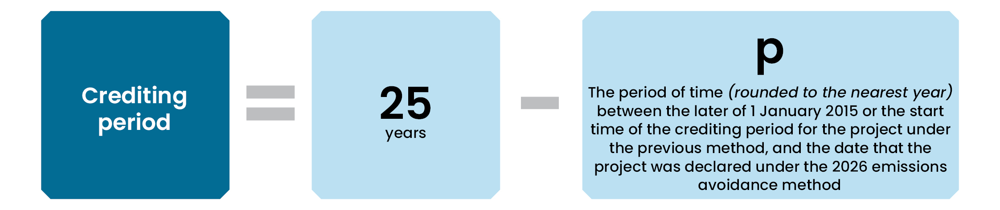 Crediting
period
=
25
years
−
p
The period of time (rounded to the nearest year)
between the later of 1 January 2015 or the start
time of the crediting period for the project under
the previous method, and the date that the
project was declared under the 2026 emissions
avoidance method